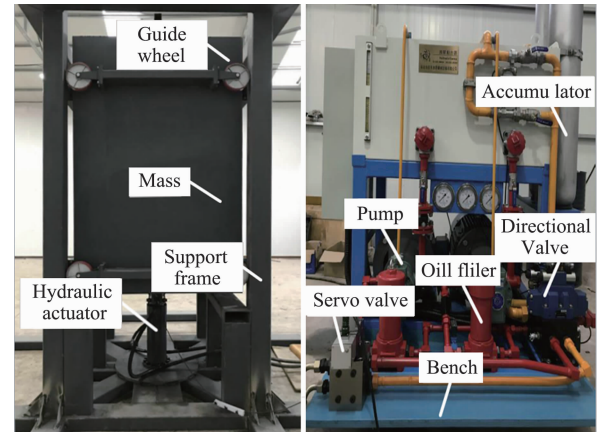 Guide
wheel
Mass
Support
frame
Hydraulic
actuator
Accumu lator
Pump
Directional
Valve
Oill fliler
Servo valve
Bench